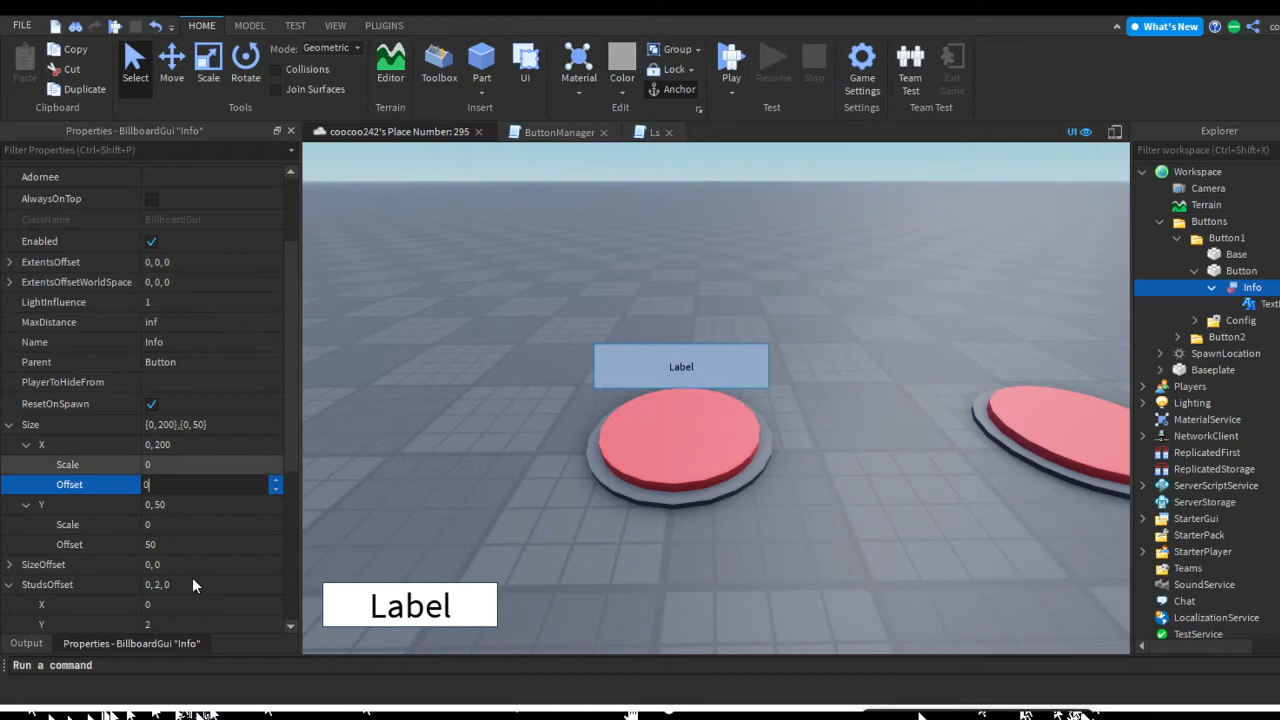 FILE HOME MODEL TEST VIEW PLUGINS What's New co
Paste Copy Cut Duplicate Clipboard
Select Move Scale Rotate Mode: Geometric Collisions Join Surfaces Tools
Editor Terrain
Toolbox Part UI Insert
Material Color Group Lock Anchor Edit
Play Resume Stop Test
Game Settings Settings
Team Test Exit Game Team Test
Properties - BillboardGui "Info"
Filter Properties (Ctrl+Shift+P)
Adornee
AlwaysOnTop
ClassName BillboardGui
Enabled
ExtentsOffset 0, 0, 0
ExtentsOffsetWorldSpace 0, 0, 0
LightInfluence 1
MaxDistance inf
Name Info
Parent Button
PlayerToHideFrom
ResetOnSpawn
Size {0, 200},{0, 50}
X 0, 200
Scale 0
Offset 0
Y 0, 50
Scale 0
Offset 50
SizeOffset 0, 0
StudsOffset 0, 2, 0
X 0
Y 2
Output Properties - BillboardGui "Info"
Run a command
coocoo242's Place Number: 295 ButtonManager Ls UI
Label
Label
Explorer
Filter workspace (Ctrl+Shift+X)
Workspace
Camera
Terrain
Buttons
Button1
Base
Button
Info
Text
Config
Button2
SpawnLocation
Baseplate
Players
Lighting
MaterialService
NetworkClient
ReplicatedFirst
ReplicatedStorage
ServerScriptService
ServerStorage
StarterGui
StarterPack
StarterPlayer
Teams
SoundService
Chat
LocalizationService
TestService